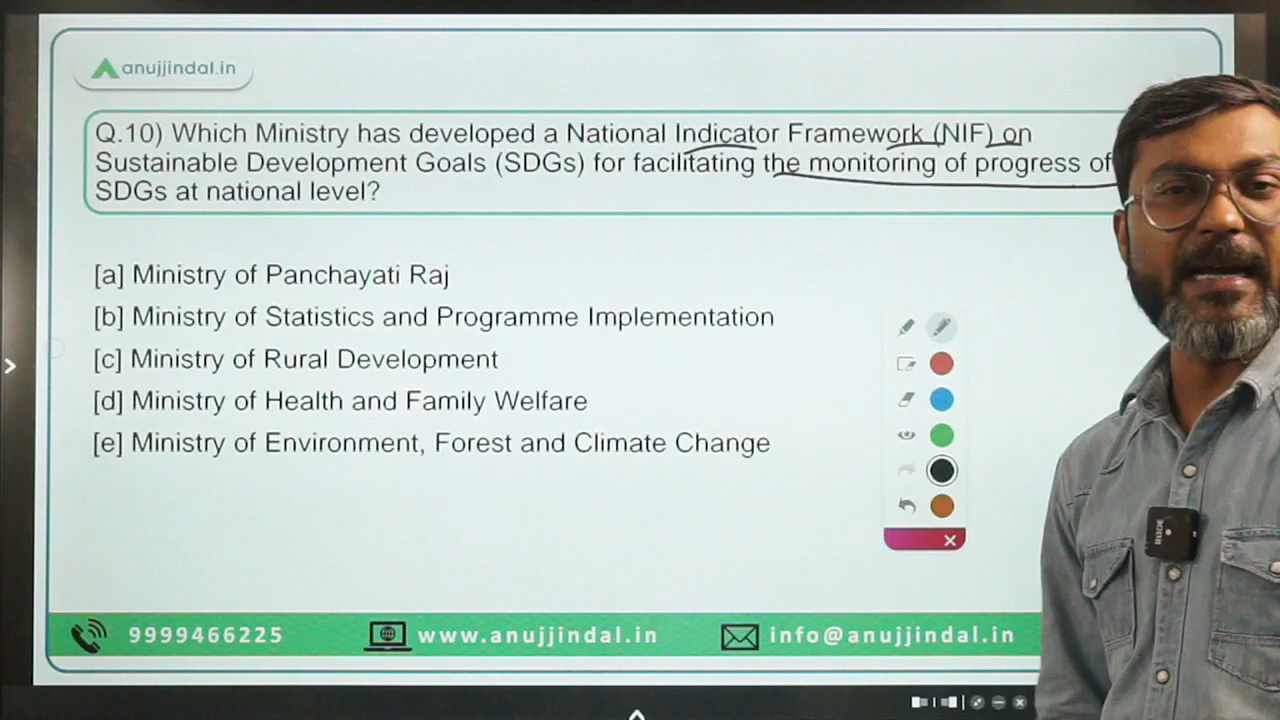 anujjindal.in
Q.10) Which Ministry has developed a National Indicator Framework (NIF) on
Sustainable Development Goals (SDGs) for facilitating the monitoring of progress of
SDGs at national level?
[a] Ministry of Panchayati Raj
[b] Ministry of Statistics and Programme Implementation
[c] Ministry of Rural Development
[d] Ministry of Health and Family Welfare
[e] Ministry of Environment, Forest and Climate Change
RODE
9999466225 www.anujjindal.in info@anujjindal.in